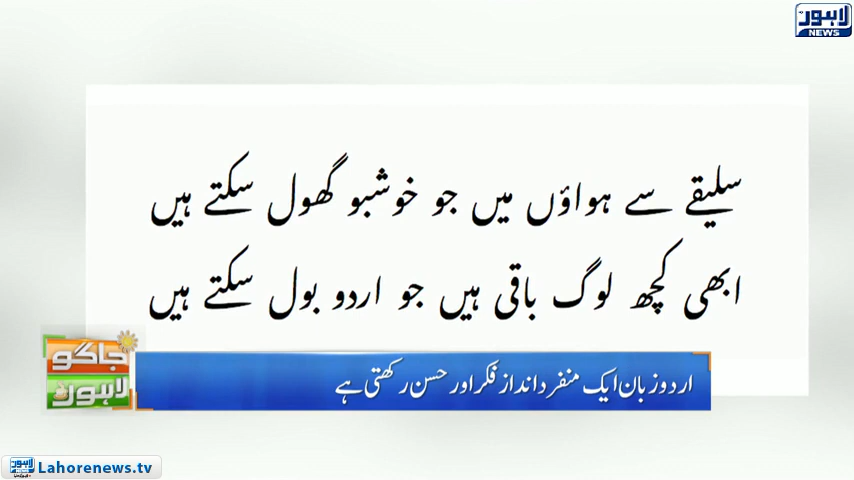 لاہور
NEWS
سلیقے سے ہواؤں میں جو خوشبو گھول سکتے ہیں
ابھی کچھ لوگ باقی ہیں جو اردو بول سکتے ہیں
جاگو
لاہور
اردو زبان ایک منفرد انداز فکر اور حسن رکھتی ہے
لاہور
Lahorenews.tv